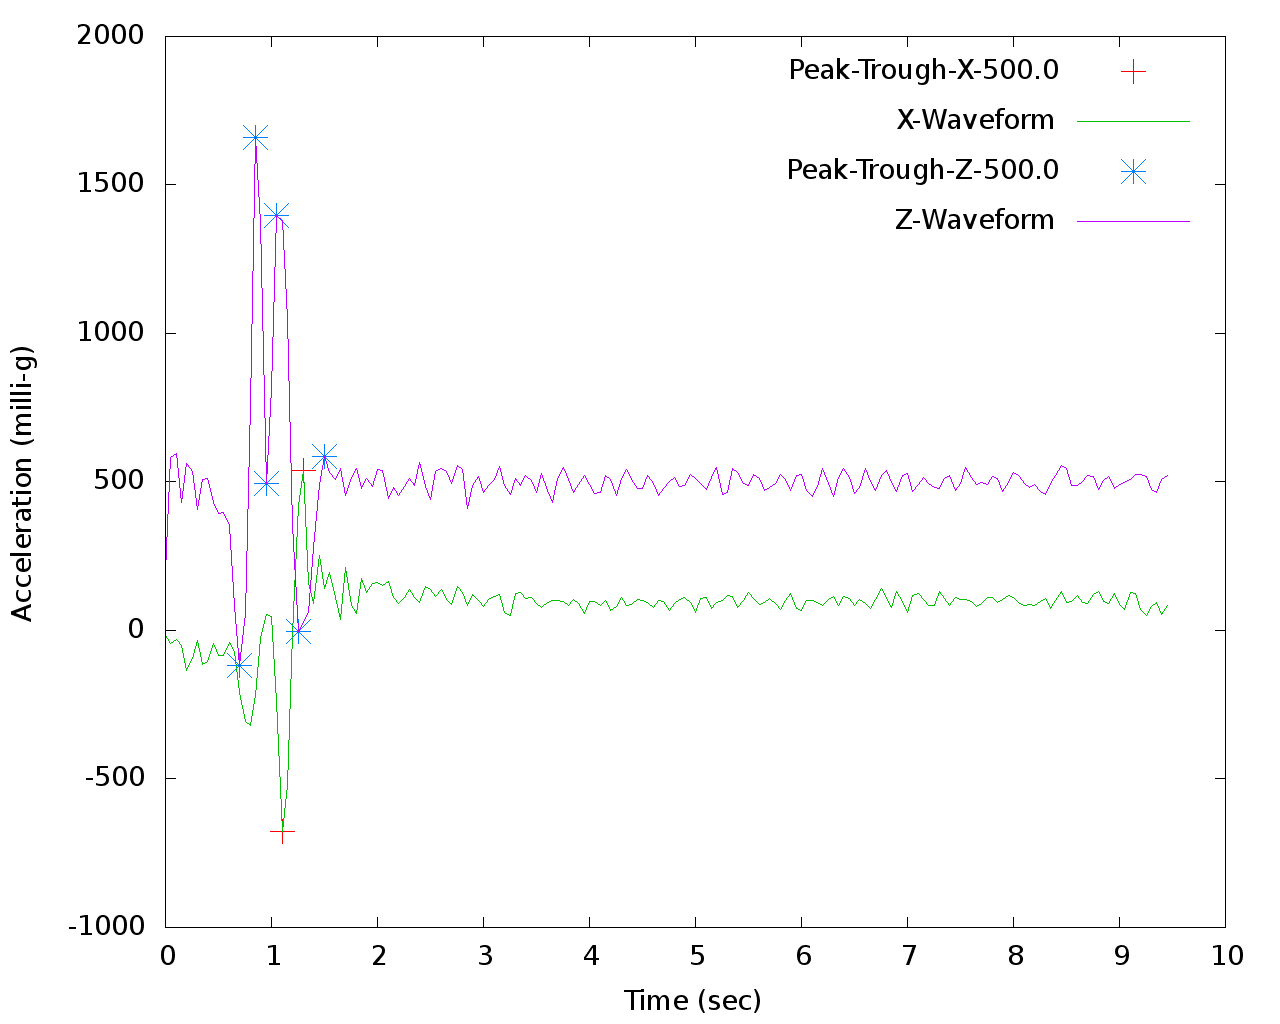 2000
1500
1000
500
0
-500
-1000
0 1 2 3 4 5 6 7 8 9 10
Time (sec)
Acceleration (milli-g)
Peak-Trough-X-500.0
X-Waveform
Peak-Trough-Z-500.0
Z-Waveform